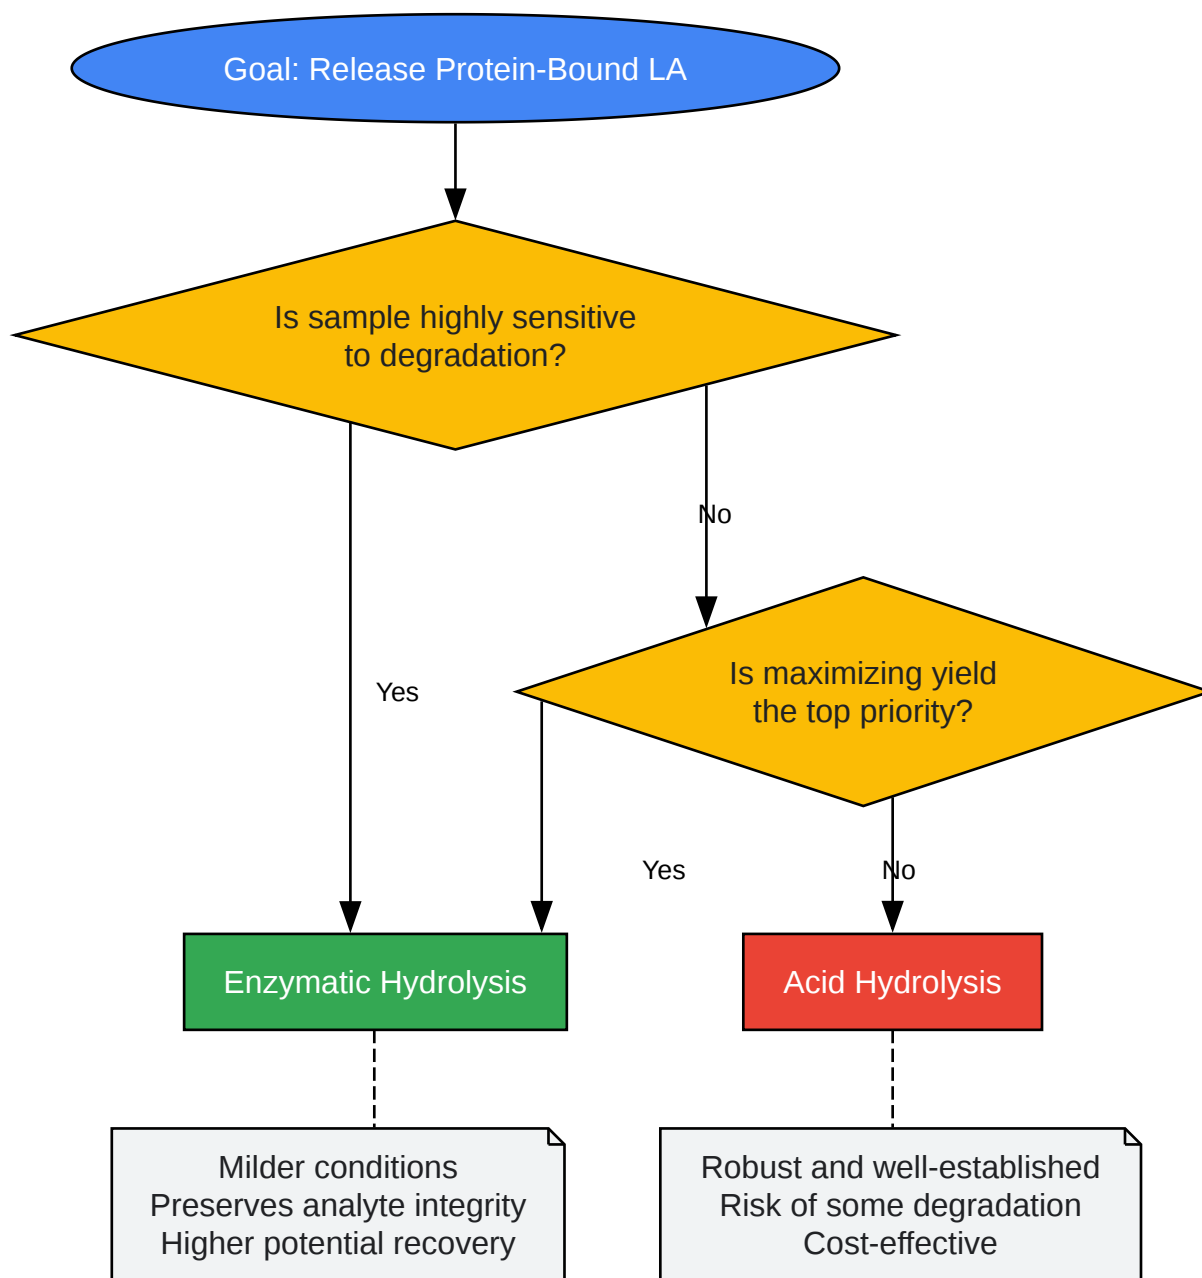 Goal: Release Protein-Bound LA
Is sample highly sensitive
to degradation?
No
Is maximizing yield
the top priority?
Yes
Yes
No
Enzymatic Hydrolysis
Acid Hydrolysis
Milder conditions
Preserves analyte integrity
Higher potential recovery
Robust and well-established
Risk of some degradation
Cost-effective